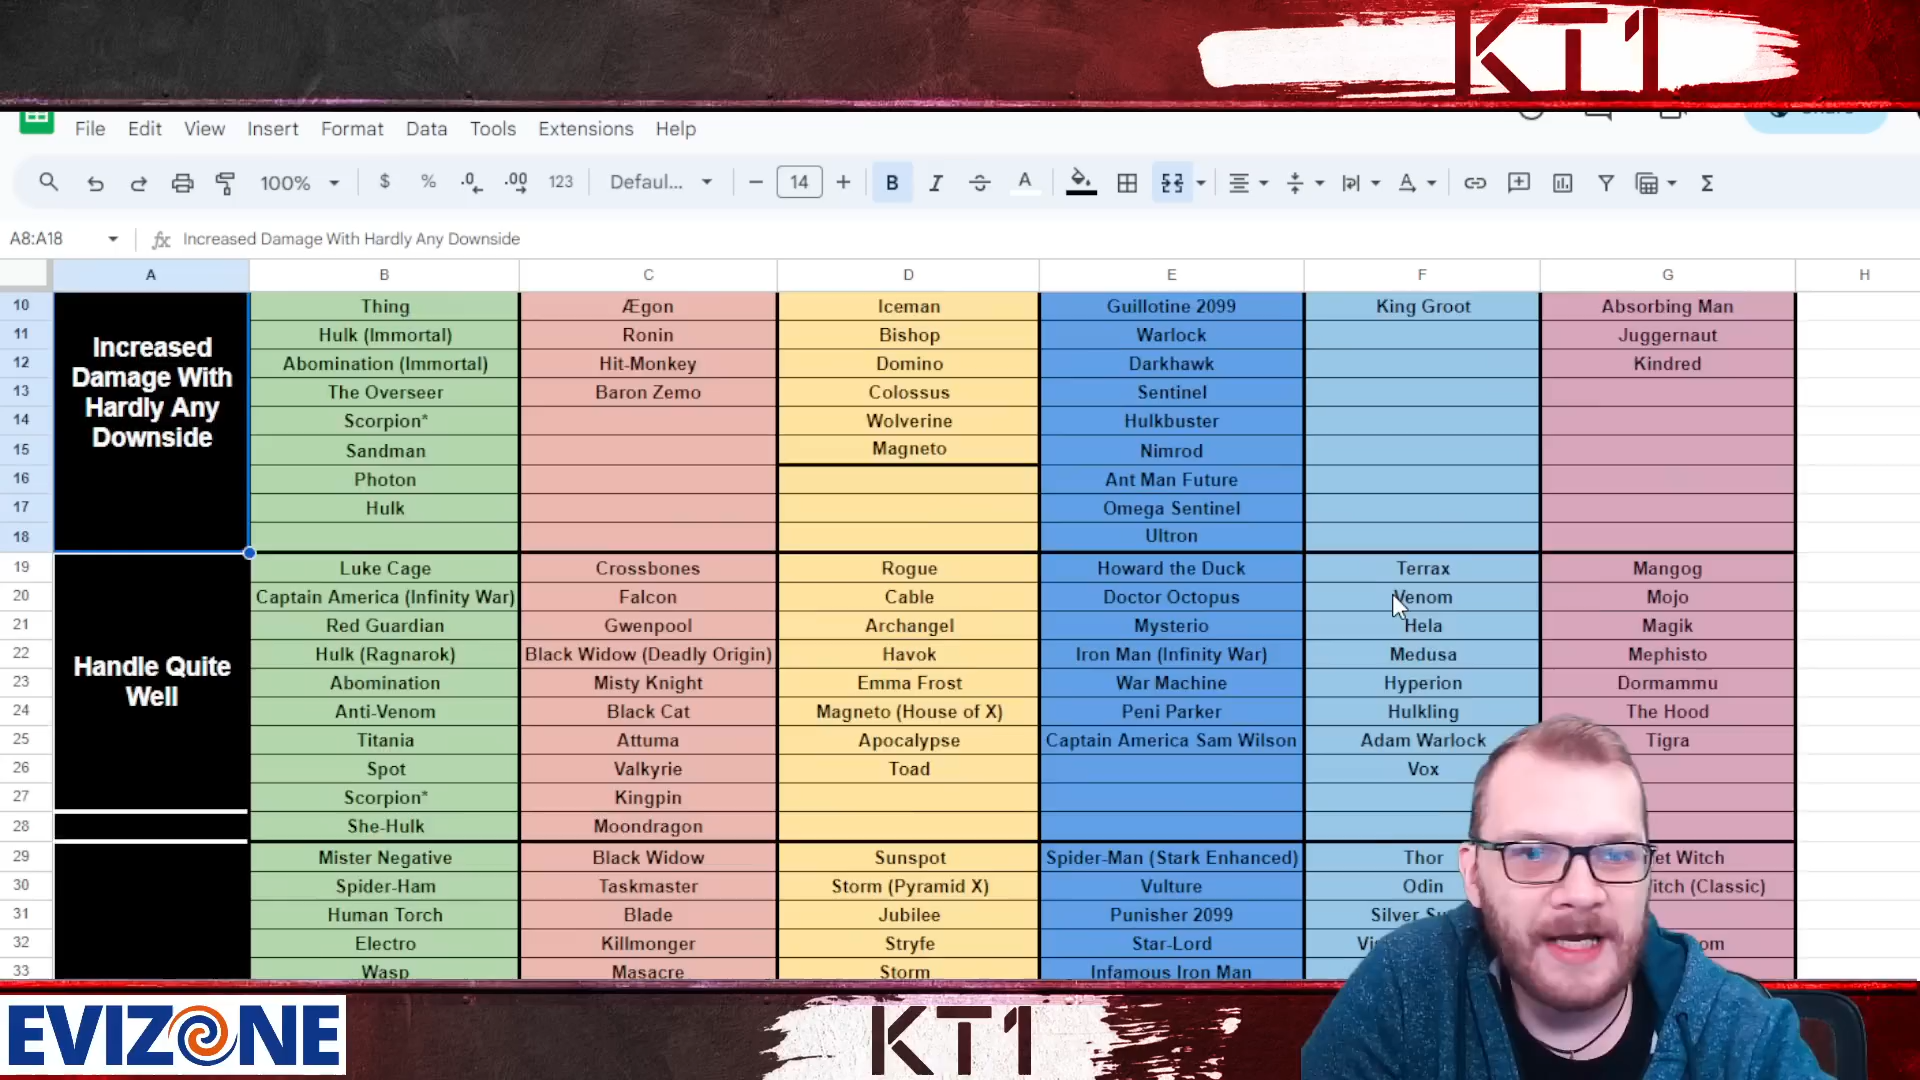 KT1
File Edit View Insert Format Data Tools Extensions Help
100% $ % .0 .00 123 Defaul... 14 B I A A Σ
A8:A18 fx Increased Damage With Hardly Any Downside
A B C D E F G H
10 Thing Ægon Iceman Guillotine 2099 King Groot Absorbing Man
11 Hulk (Immortal) Ronin Bishop Warlock Juggernaut
12 Abomination (Immortal) Hit-Monkey Domino Darkhawk Kindred
13 The Overseer Baron Zemo Colossus Sentinel
14 Scorpion* Wolverine Hulkbuster
15 Sandman Magneto Nimrod
16 Photon Ant Man Future
17 Hulk Omega Sentinel
18 Ultron
Increased
Damage With
Hardly Any
Downside
19 Luke Cage Crossbones Rogue Howard the Duck Terrax Mangog
20 Captain America (Infinity War) Falcon Cable Doctor Octopus Venom Mojo
21 Red Guardian Gwenpool Archangel Mysterio Hela Magik
22 Hulk (Ragnarok) Black Widow (Deadly Origin) Havok Iron Man (Infinity War) Medusa Mephisto
23 Abomination Misty Knight Emma Frost War Machine Hyperion Dormammu
24 Anti-Venom Black Cat Magneto (House of X) Peni Parker Hulkling The Hood
25 Titania Attuma Apocalypse Captain America Sam Wilson Adam Warlock Tigra
26 Spot Valkyrie Toad Vox
27 Scorpion* Kingpin
28 She-Hulk Moondragon
Handle Quite
Well
29 Mister Negative Black Widow Sunspot Spider-Man (Stark Enhanced) Thor Witch
30 Spider-Ham Taskmaster Storm (Pyramid X) Vulture Odin (Classic)
31 Human Torch Blade Jubilee Punisher 2099 Silver
32 Electro Killmonger Stryfe Star-Lord
33 Wasp Masacre Storm Infamous Iron Man
EVIZONE
KT1